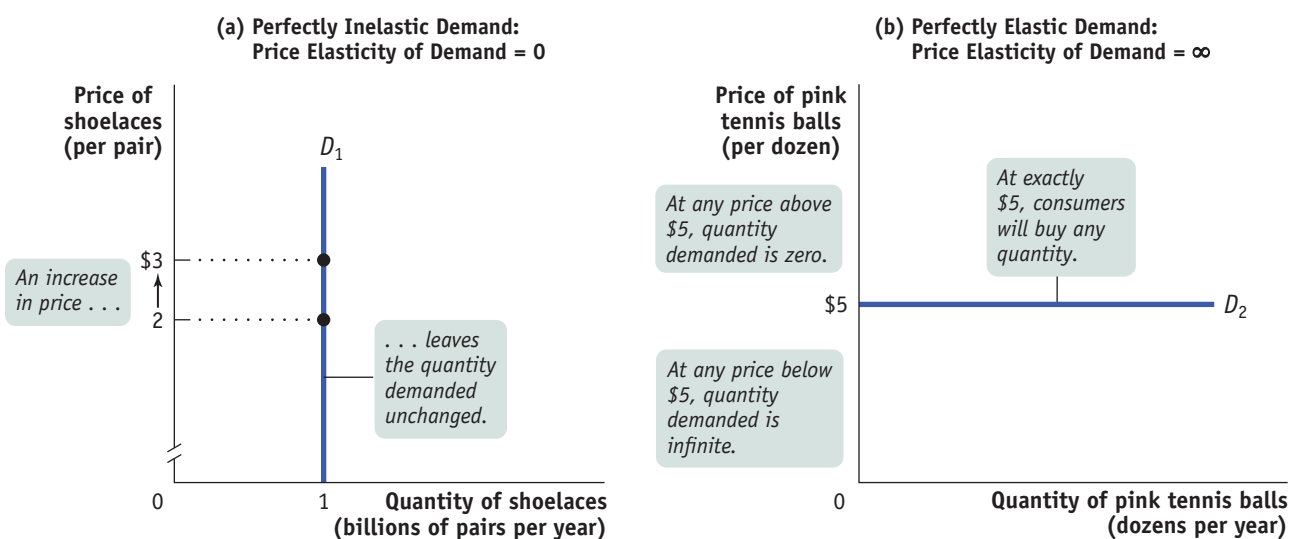 (a) Perfectly Inelastic Demand:
Price Elasticity of Demand = 0
Price of
shoelaces
(per pair)
D1
$3
An increase
in price . . .
2
. . . leaves
the quantity
demanded
unchanged.
0
1
Quantity of shoelaces
(billions of pairs per year)
(b) Perfectly Elastic Demand:
Price Elasticity of Demand = ∞
Price of pink
tennis balls
(per dozen)
At any price above
$5, quantity
demanded is zero.
At exactly
$5, consumers
will buy any
quantity.
$5
D2
At any price below
$5, quantity
demanded is
infinite.
0
Quantity of pink tennis balls
(dozens per year)